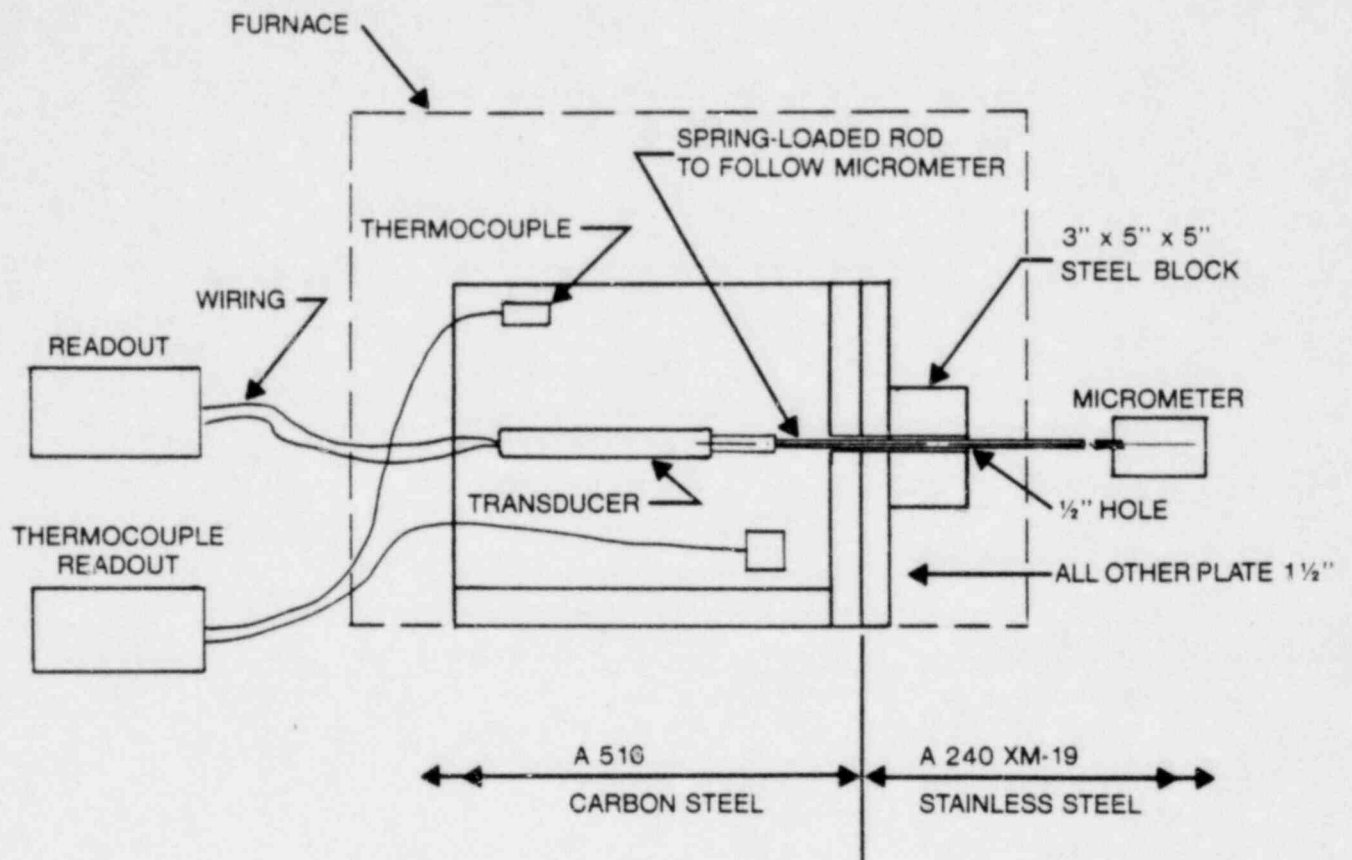 FURNACE
SPRING-LOADED ROD
TO FOLLOW MICROMETER
THERMOCOUPLE
3" x 5" x 5"
STEEL BLOCK
WIRING
READOUT
MICROMETER
TRANSDUCER
½" HOLE
THERMOCOUPLE
READOUT
ALL OTHER PLATE 1½"
A 516
CARBON STEEL
A 240 XM-19
STAINLESS STEEL